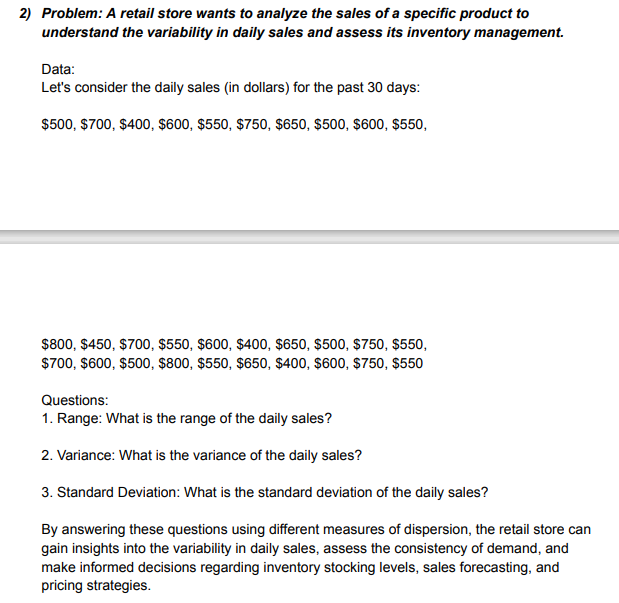 2) Problem: A retail store wants to analyze the sales of a specific product to
understand the variability in daily sales and assess its inventory management.
Data:
Let's consider the daily sales (in dollars) for the past 30 days:
$500, $700, $400, $600, $550, $750, $650, $500, $600, $550,
$800, $450, $700, $550, $600, $400, $650, $500, $750, $550,
$700, $600, $500, $800, $550, $650, $400, $600, $750, $550
Questions:
1. Range: What is the range of the daily sales?
2. Variance: What is the variance of the daily sales?
3. Standard Deviation: What is the standard deviation of the daily sales?
By answering these questions using different measures of dispersion, the retail store can
gain insights into the variability in daily sales, assess the consistency of demand, and
make informed decisions regarding inventory stocking levels, sales forecasting, and
pricing strategies.